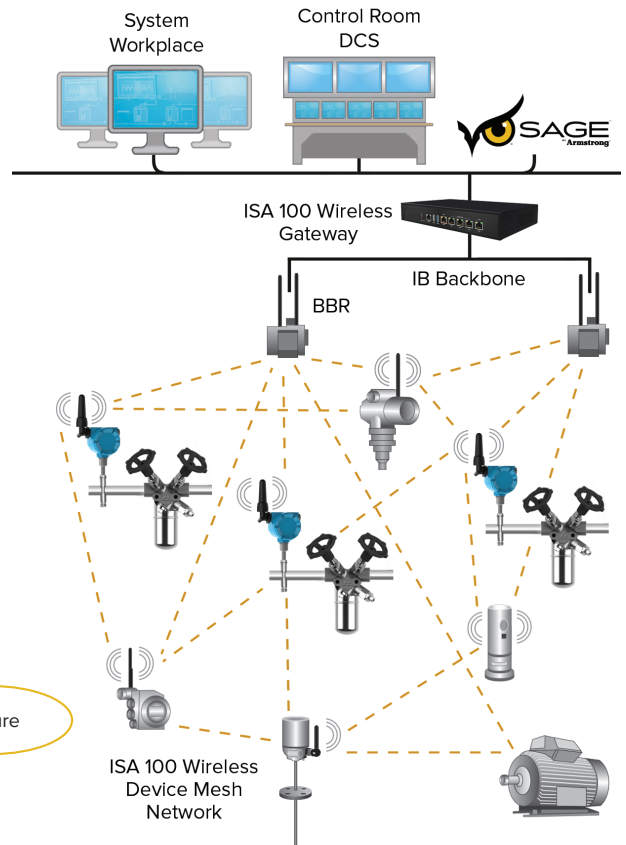 System
Workplace
Control Room
DCS
SAGE
by Armstrong
ISA 100 Wireless
Gateway
IB Backbone
BBR
ISA 100 Wireless
Device Mesh
Network